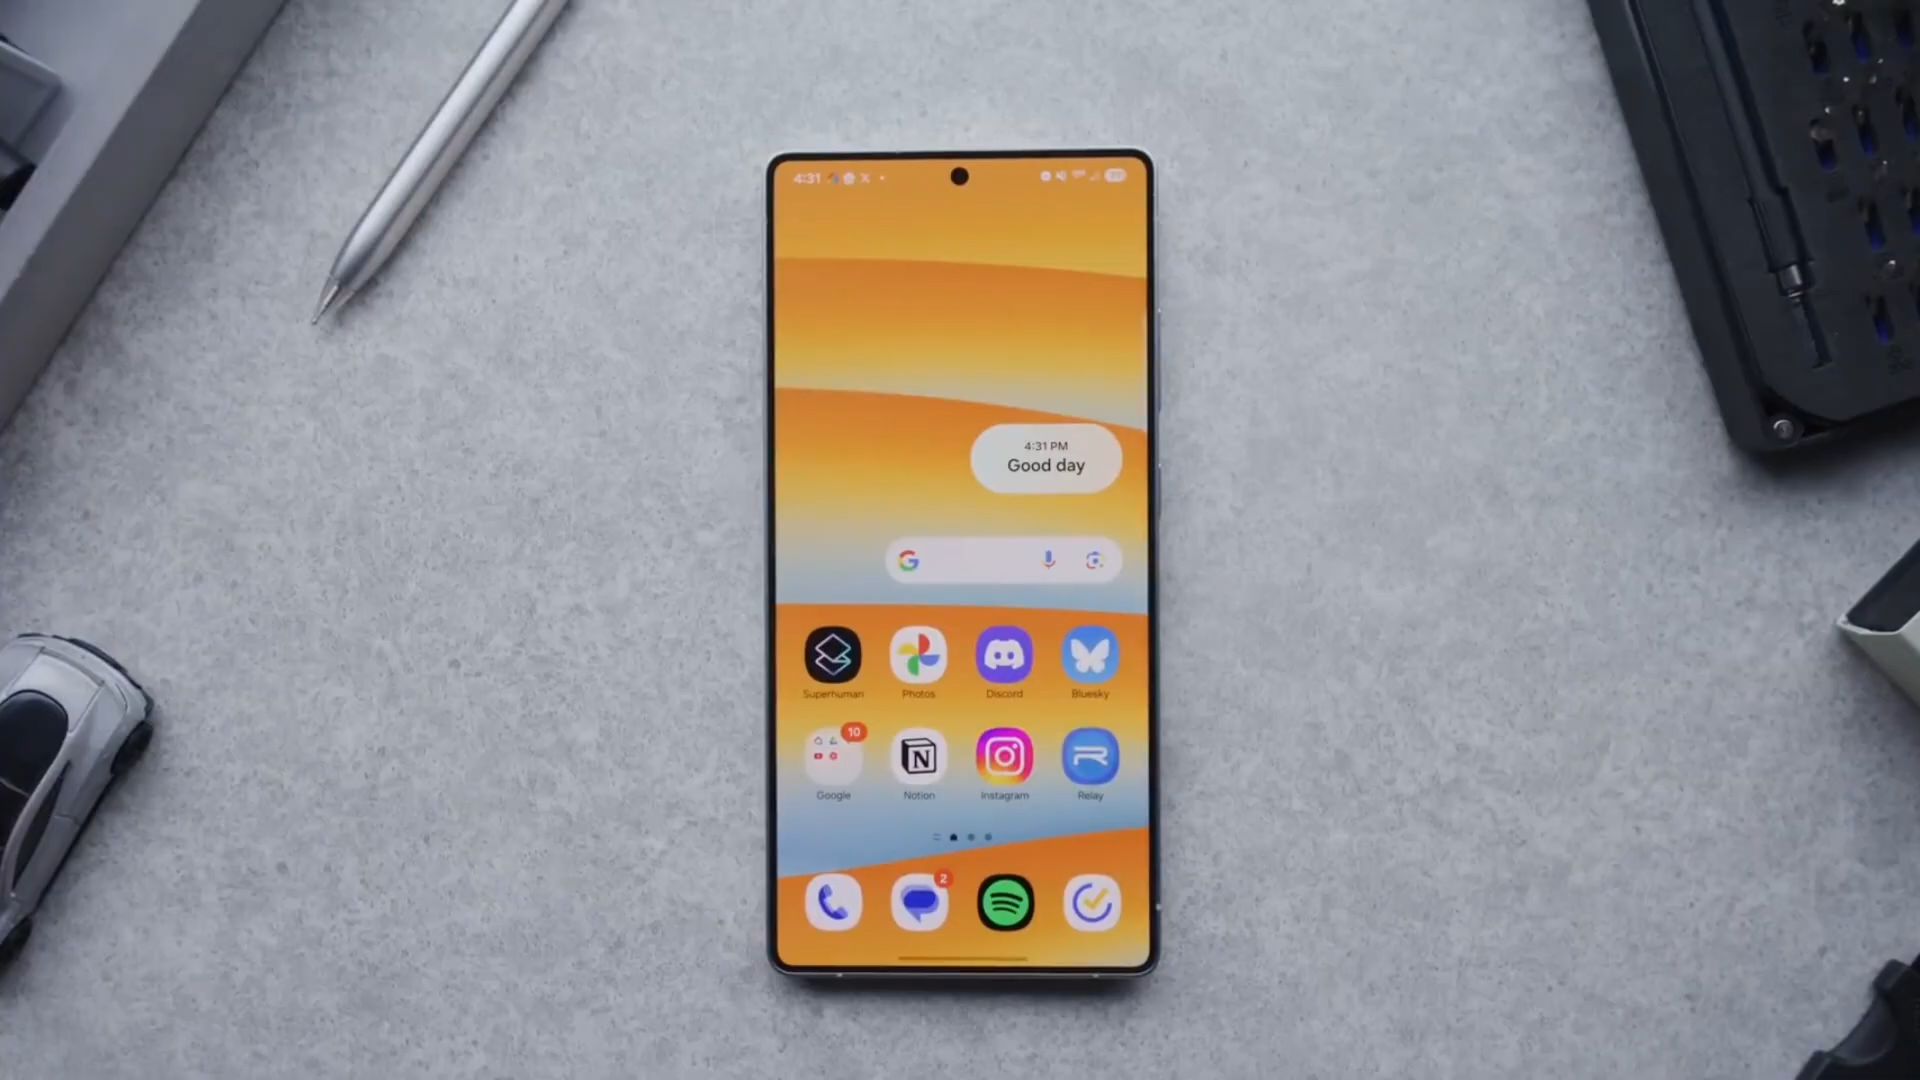 4:31
4:31 PM
Good day
Superhuman Photos Discord Bluesky
10
Google Notion Instagram Relay
2